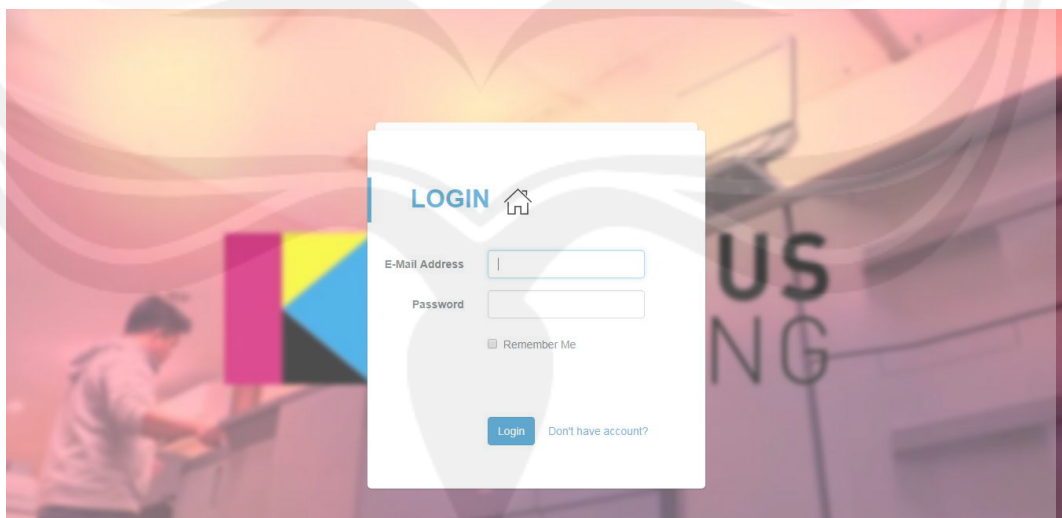 LOGIN
E-Mail Address
Password
Remember Me
Login Don't have account?
US
NG